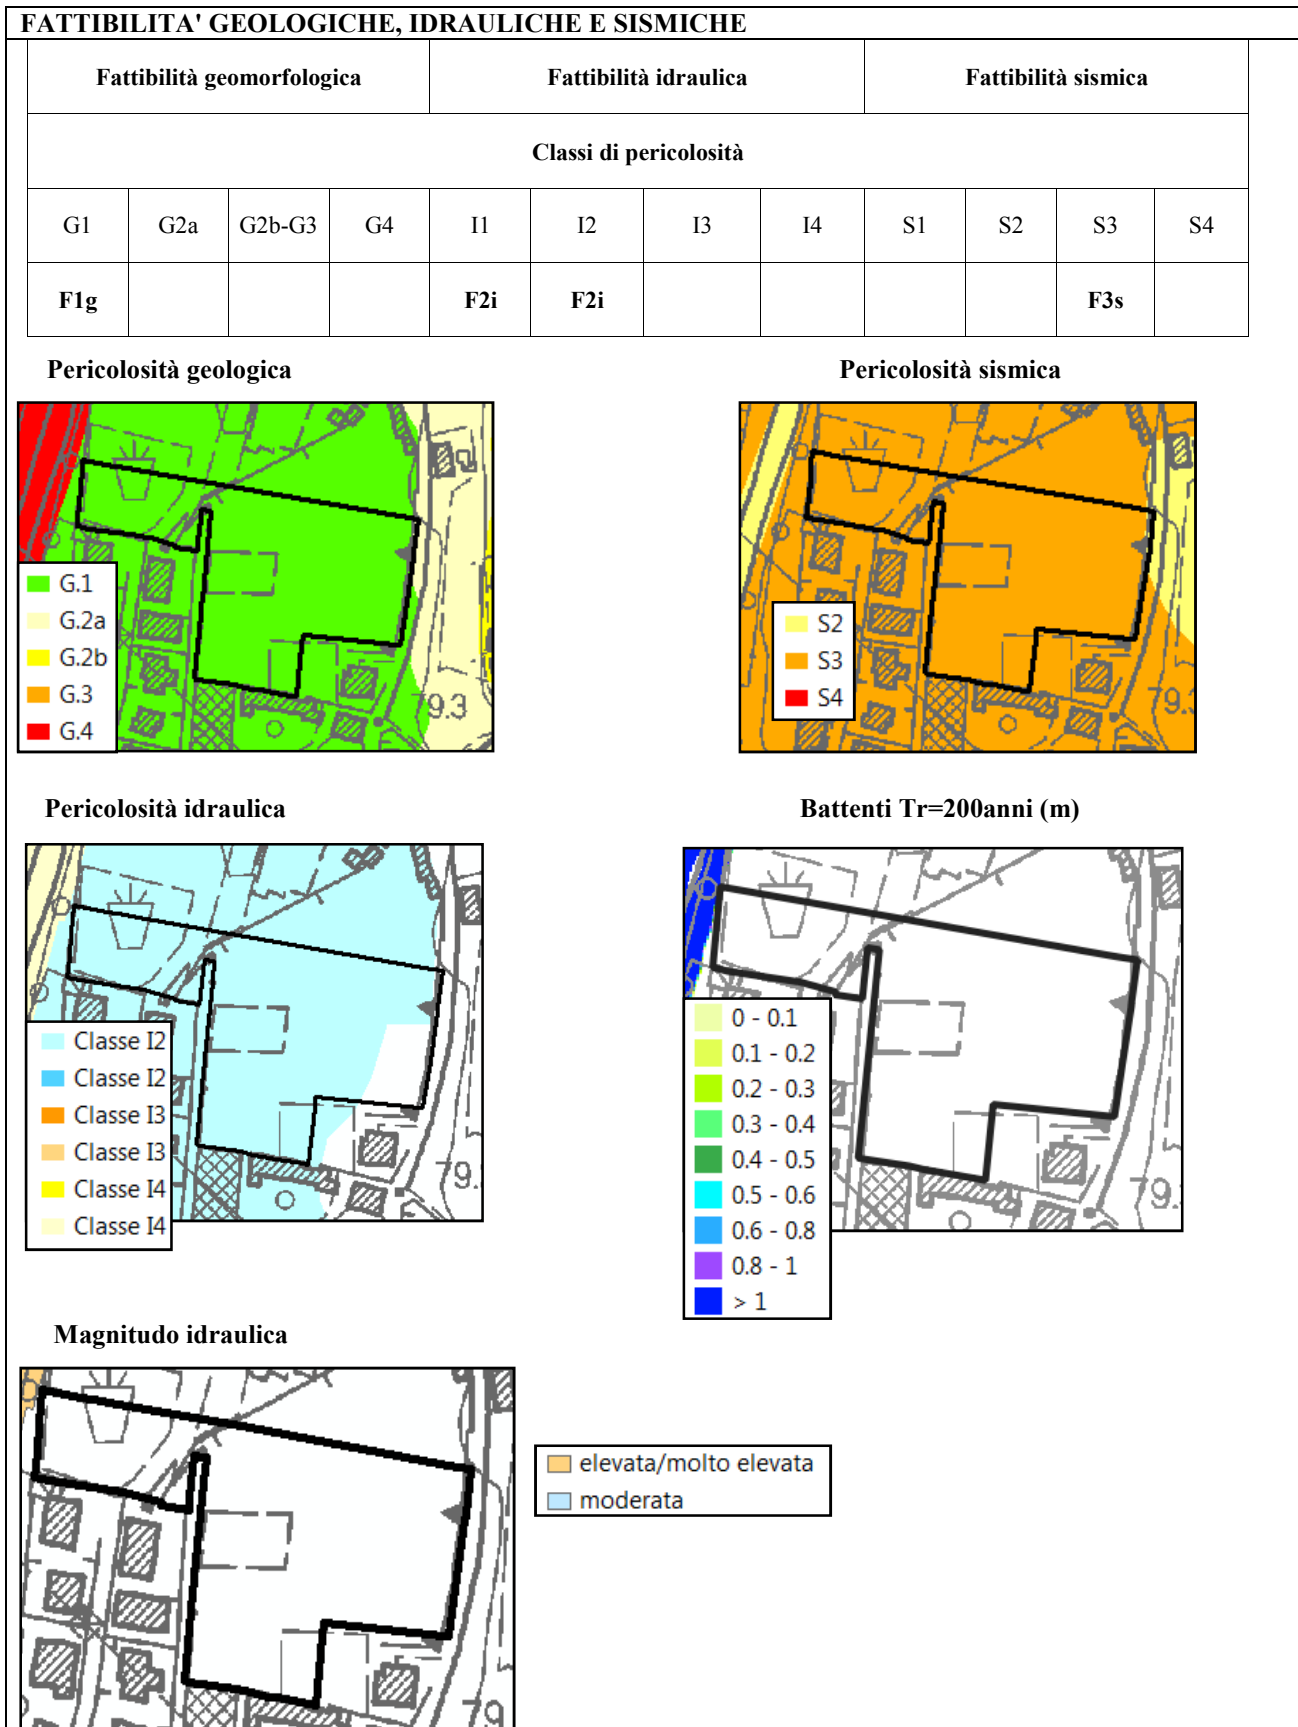 FATTIBILITA' GEOLOGICHE, IDRAULICHE E SISMICHE
Fattibilità geomorfologica Fattibilità idraulica Fattibilità sismica
Classi di pericolosità
G1 G2a G2b-G3 G4 I1 I2 I3 I4 S1 S2 S3 S4
F1g F2i F2i F3s
Pericolosità geologica
G.1
G.2a
G.2b
G.3
G.4
79.3
Pericolosità sismica
S2
S3
S4
79.3
Pericolosità idraulica
Classe I2
Classe I2
Classe I3
Classe I3
Classe I4
Classe I4
79.
Battenti Tr=200anni (m)
0 - 0.1
0.1 - 0.2
0.2 - 0.3
0.3 - 0.4
0.4 - 0.5
0.5 - 0.6
0.6 - 0.8
0.8 - 1
> 1
79.
Magnitudo idraulica
79
elevata/molto elevata
moderata